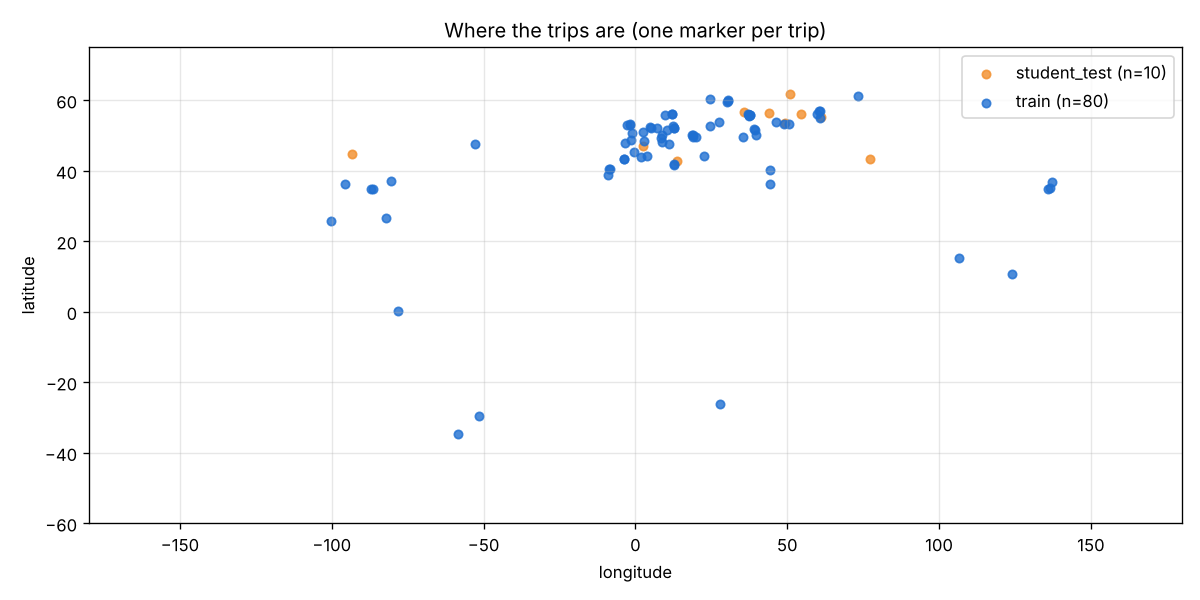 Where the trips are (one marker per trip)
student_test (n=10)
train (n=80)
60
40
20
0
−20
−40
−60
−150
−100
−50
0
50
100
150
latitude
longitude